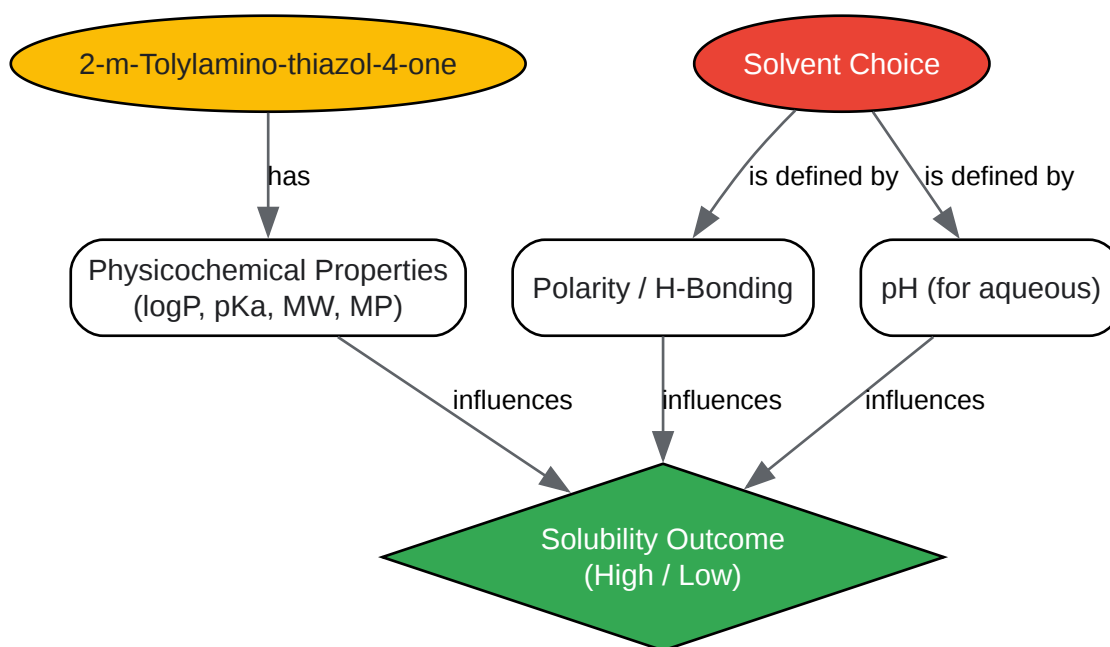 2-m-Tolylamino-thiazol-4-one
Solvent Choice
has
is defined by
is defined by
Physicochemical Properties
(logP, pKa, MW, MP)
Polarity / H-Bonding
pH (for aqueous)
influences
influences
influences
Solubility Outcome
(High / Low)